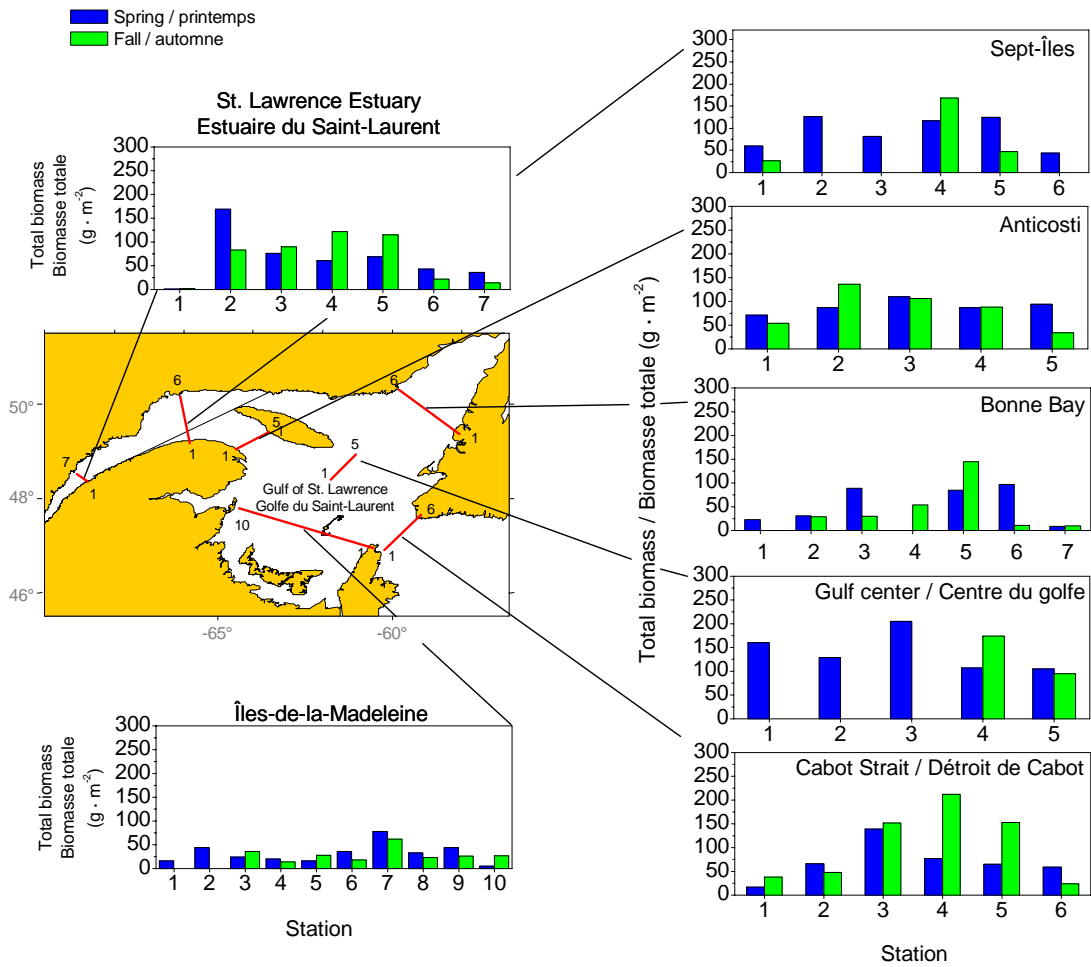 Spring / printemps
Fall / automne
St. Lawrence Estuary
Estuaire du Saint-Laurent
Total biomass
Biomasse totale
(g · m-2)
300
250
200
150
100
50
0
1 2 3 4 5 6 7
50°
48°
46°
-65° -60°
6
1
7
1
5
1
1
6
1
5
1
10
1
6
1
Gulf of St. Lawrence
Golfe du Saint-Laurent
Îles-de-la-Madeleine
Total biomass
Biomasse totale
(g · m-2)
300
250
200
150
100
50
0
1 2 3 4 5 6 7 8 9 10
Station
Total biomass / Biomasse totale (g · m-2)
Sept-Îles
300
250
200
150
100
50
0
1 2 3 4 5 6
Anticosti
300
250
200
150
100
50
0
1 2 3 4 5
Bonne Bay
300
250
200
150
100
50
0
1 2 3 4 5 6 7
Gulf center / Centre du golfe
300
250
200
150
100
50
0
1 2 3 4 5
Cabot Strait / Détroit de Cabot
300
250
200
150
100
50
0
1 2 3 4 5 6
Station